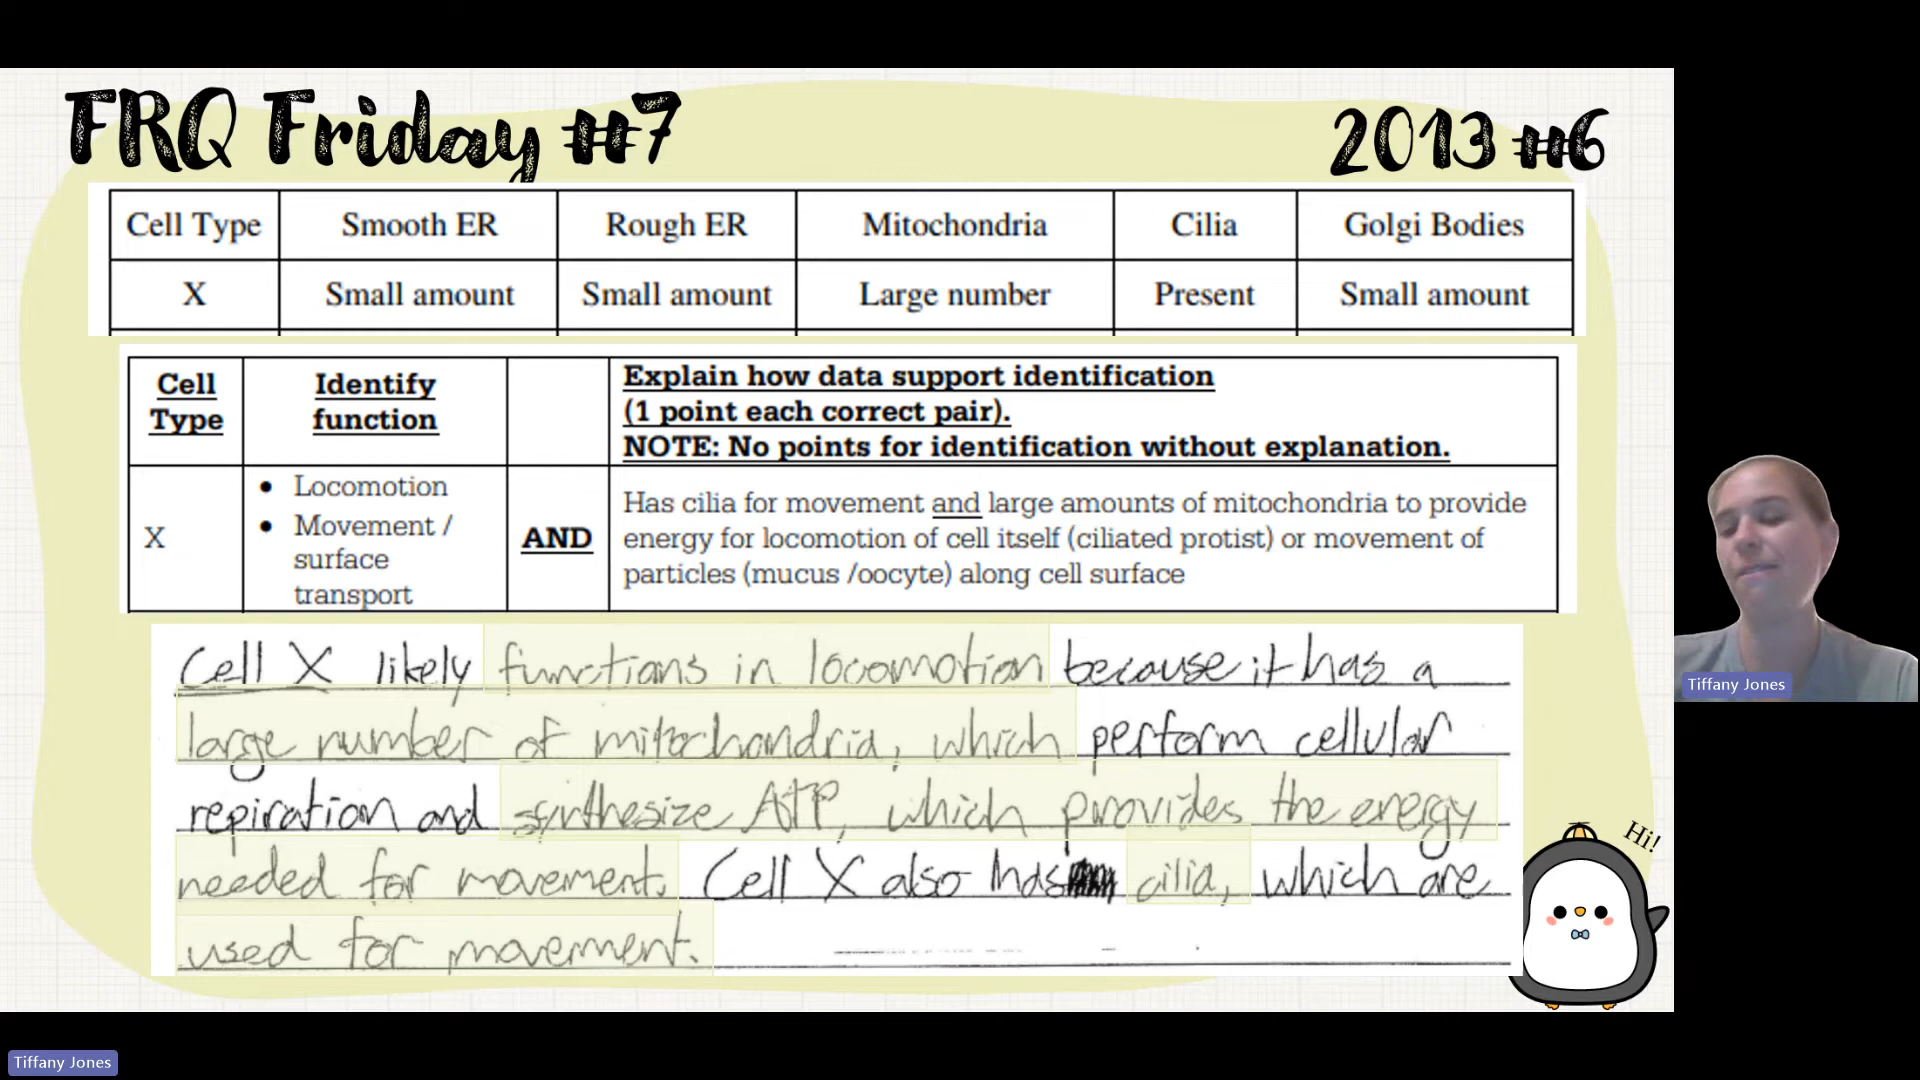 FRQ Friday #7
2013 #6
Cell Type Smooth ER Rough ER Mitochondria Cilia Golgi Bodies
X Small amount Small amount Large number Present Small amount
Cell Type
Identify function
Explain how data support identification
(1 point each correct pair).
NOTE: No points for identification without explanation.
X
• Locomotion
• Movement /
surface
transport
AND
Has cilia for movement and large amounts of mitochondria to provide
energy for locomotion of cell itself (ciliated protist) or movement of
particles (mucus /oocyte) along cell surface
Cell X likely functions in locomotion because it has a
large number of mitochondria, which perform cellular
repiration and synthesize ATP, which provides the energy
needed for movement. Cell X also has cilia, which are
used for movement.
Hi!
Tiffany Jones
Tiffany Jones